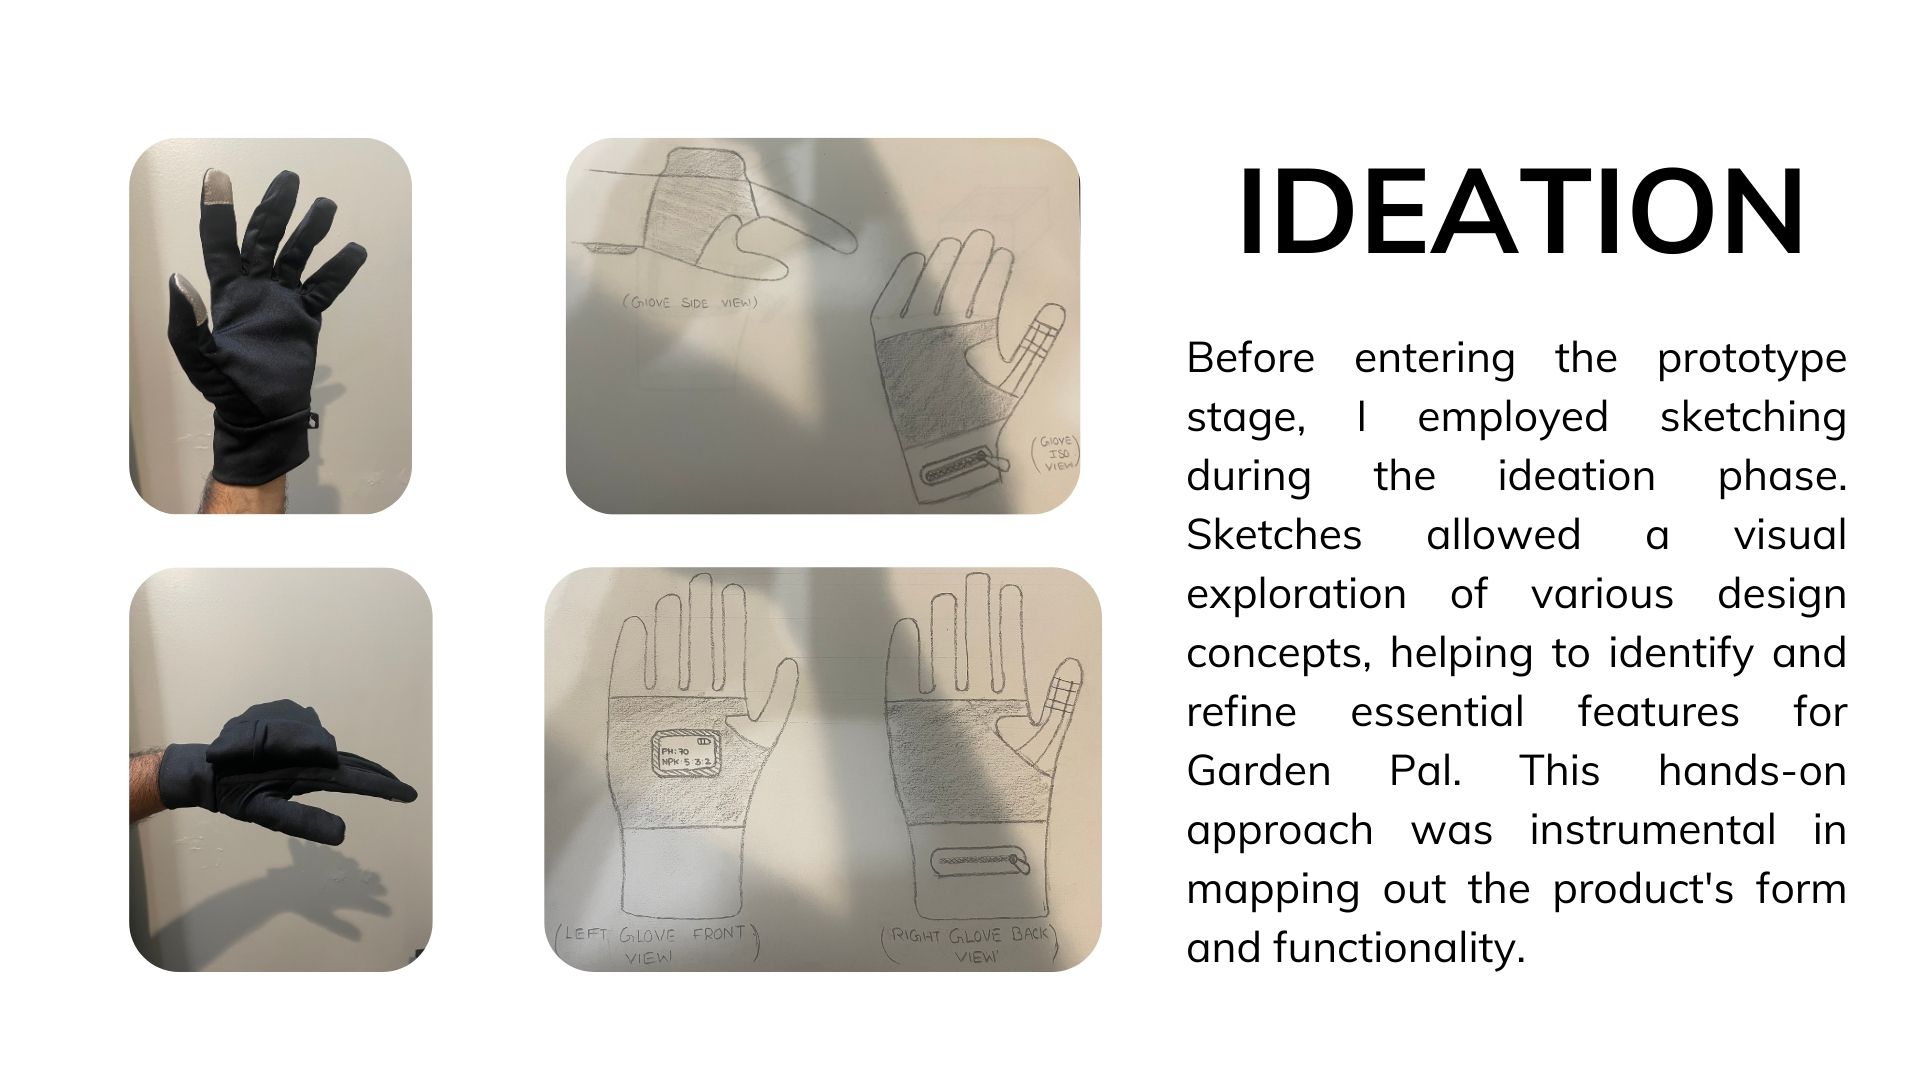 IDEATION
Before entering the prototype
stage, I employed sketching
during the ideation phase.
Sketches allowed a visual
exploration of various design
concepts, helping to identify and
refine essential features for
Garden Pal. This hands-on
approach was instrumental in
mapping out the product's form
and functionality.
(GLOVE SIDE VIEW)
(GLOVE
ISO
VIEW)
PH:70
NPK:5:3:2
(LEFT GLOVE FRONT)
VIEW
(RIGHT GLOVE BACK)
VIEW